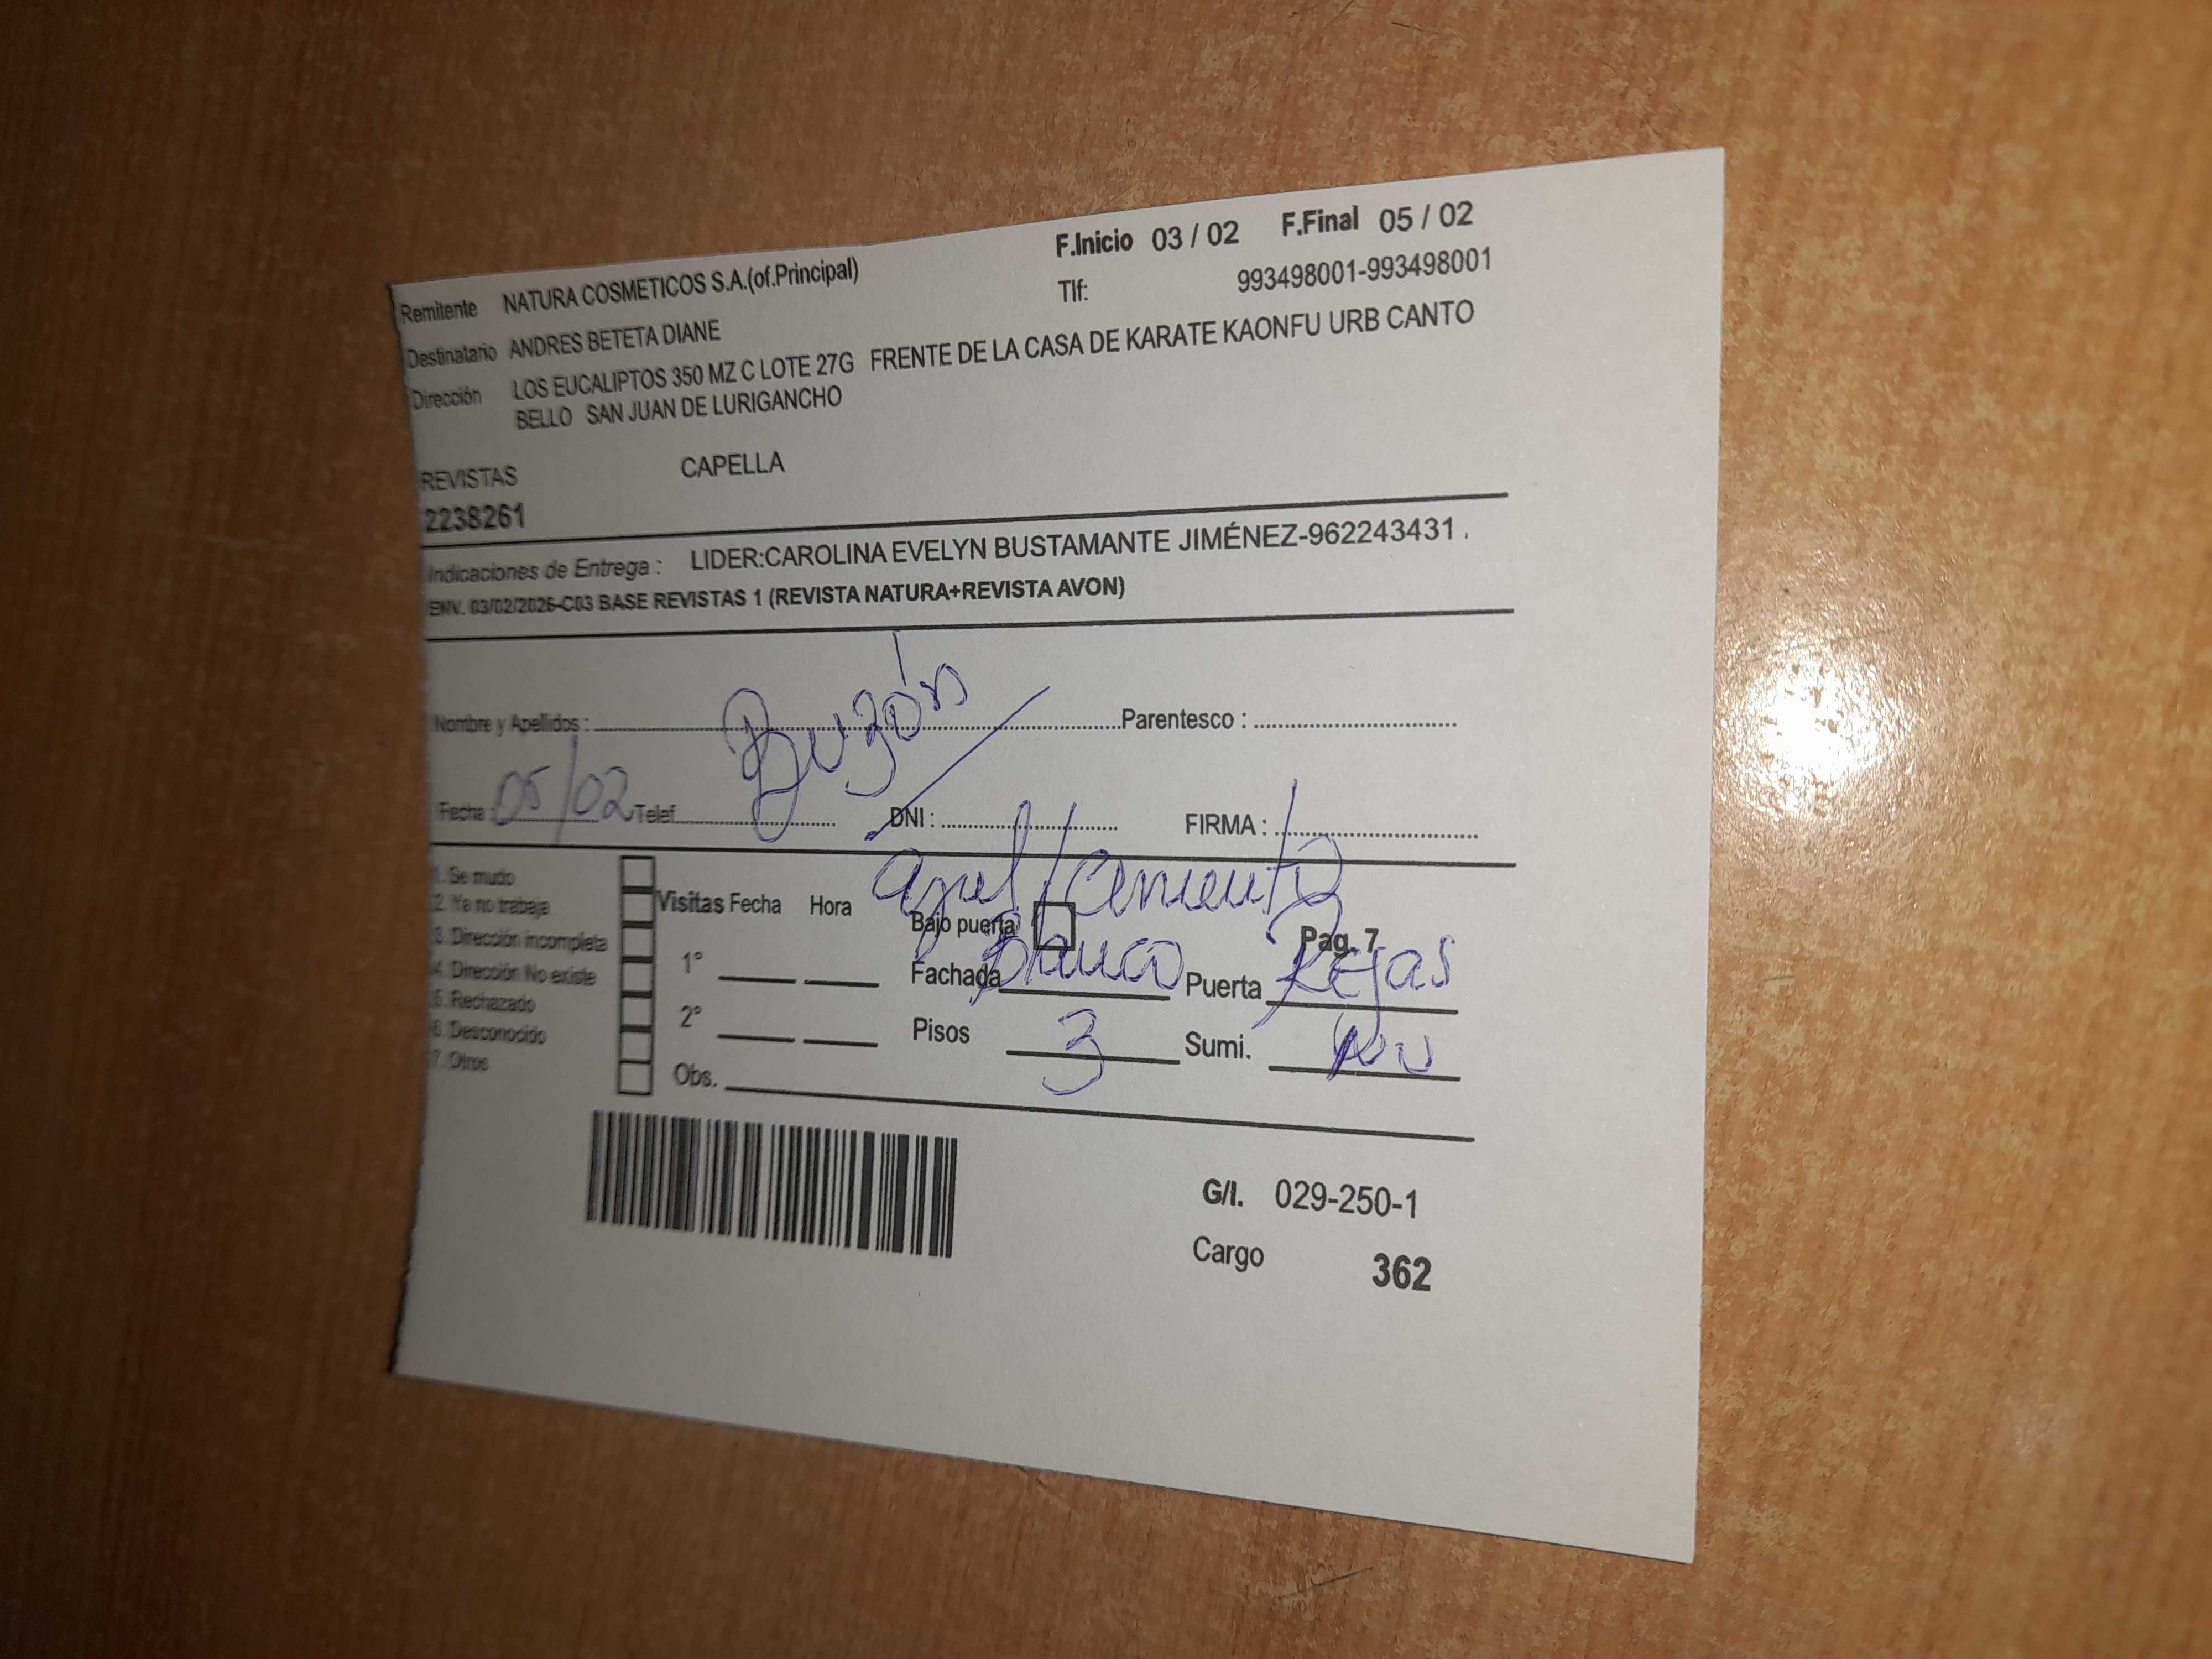 F.Inicio 03 / 02 F.Final 05 / 02
Remitente NATURA COSMETICOS S.A.(of.Principal) Tlf: 993498001-993498001
Destinatario ANDRES BETETA DIANE
Dirección LOS EUCALIPTOS 350 MZ C LOTE 27G FRENTE DE LA CASA DE KARATE KAONFU URB CANTO
BELLO SAN JUAN DE LURIGANCHO
REVISTAS CAPELLA
2238261
Indicaciones de Entrega : LIDER:CAROLINA EVELYN BUSTAMANTE JIMÉNEZ-962243431 .
ENV. 03/02/2026-C03 BASE REVISTAS 1 (REVISTA NATURA+REVISTA AVON)
Buzón
Nombre y Apellidos : Parentesco :
Fecha : 05/02 Telef. DNI : FIRMA :
1. Se mudo
2. Ya no trabaja
3. Dirección incompleta
4. Dirección No existe
5. Rechazado
6. Desconocido
7. Otros
Visitas Fecha Hora
1°
2°
Obs.
azul/cemento
Bajo puerta Pag. 7
Fachada Blanco Puerta Rejas
Pisos 3 Sumi.
G/I. 029-250-1
Cargo 362